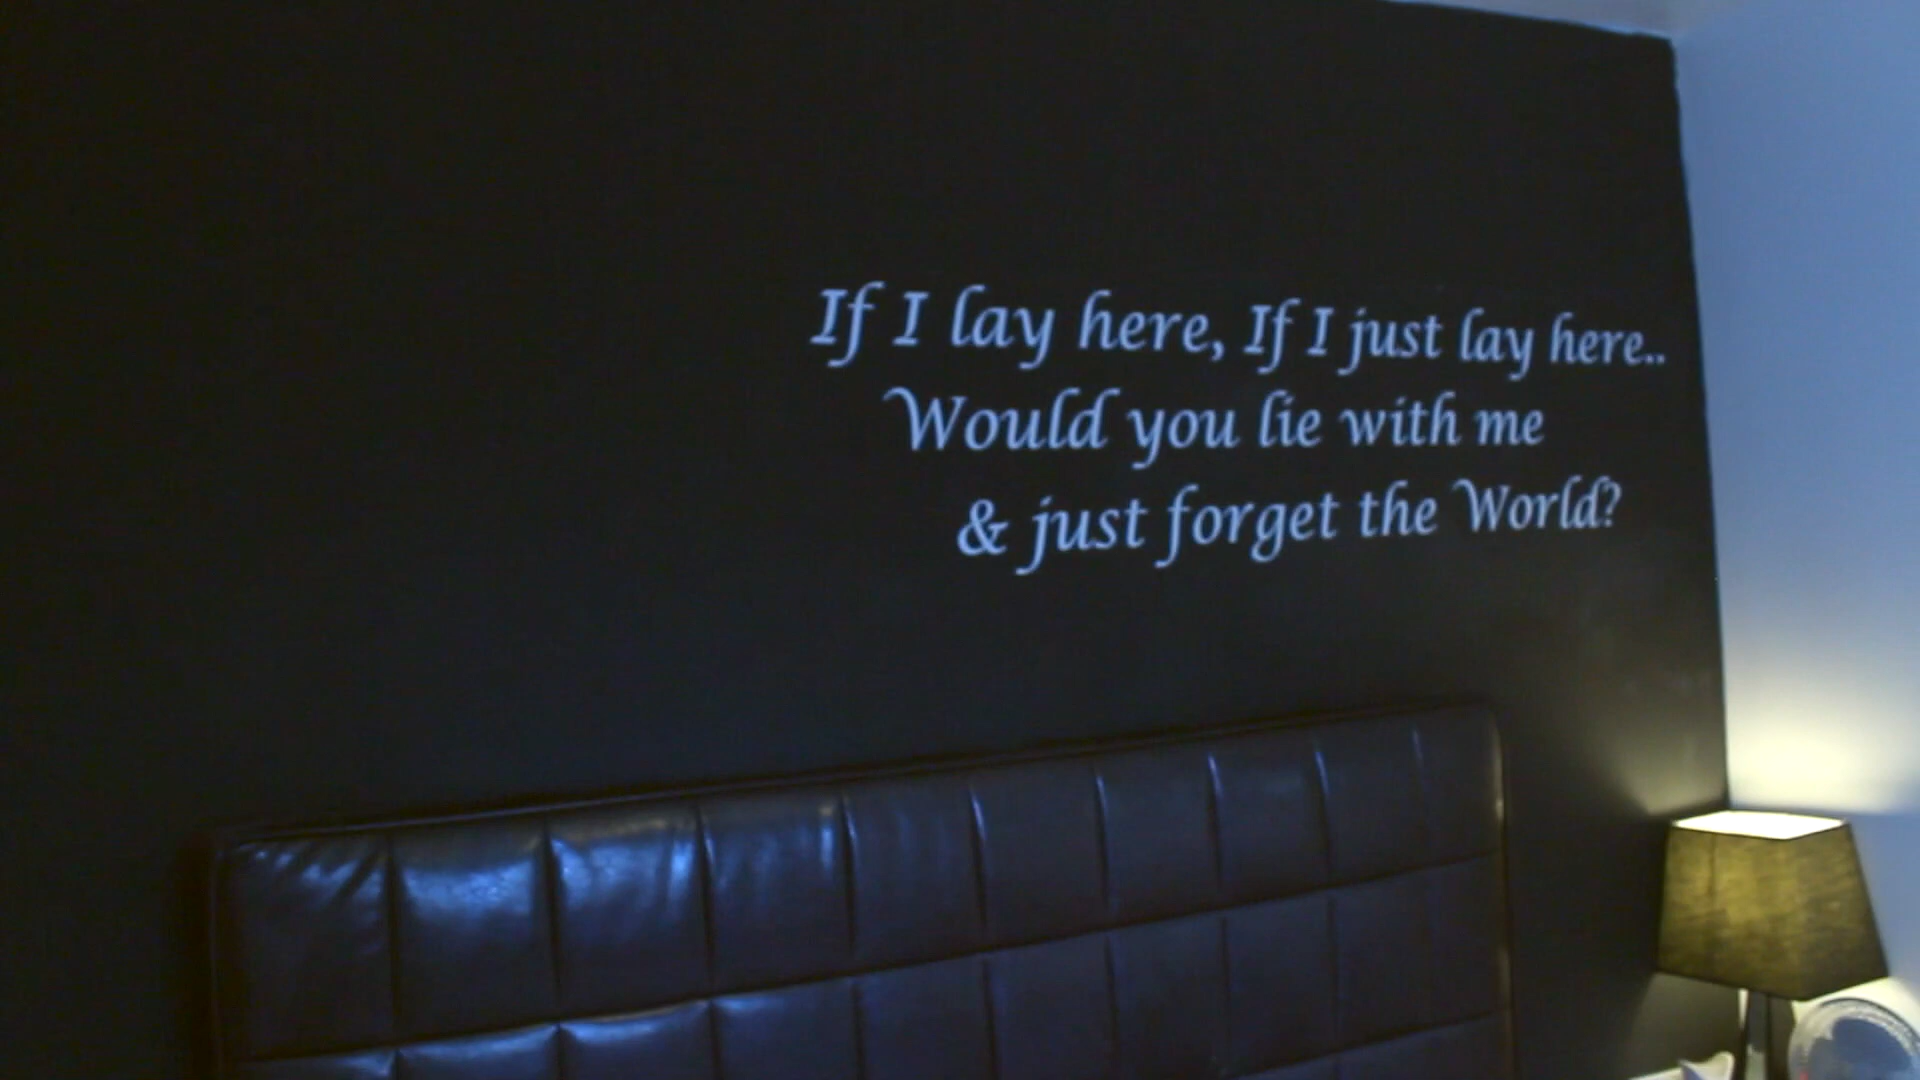 If I lay here, If I just lay here..
Would you lie with me
& just forget the World?